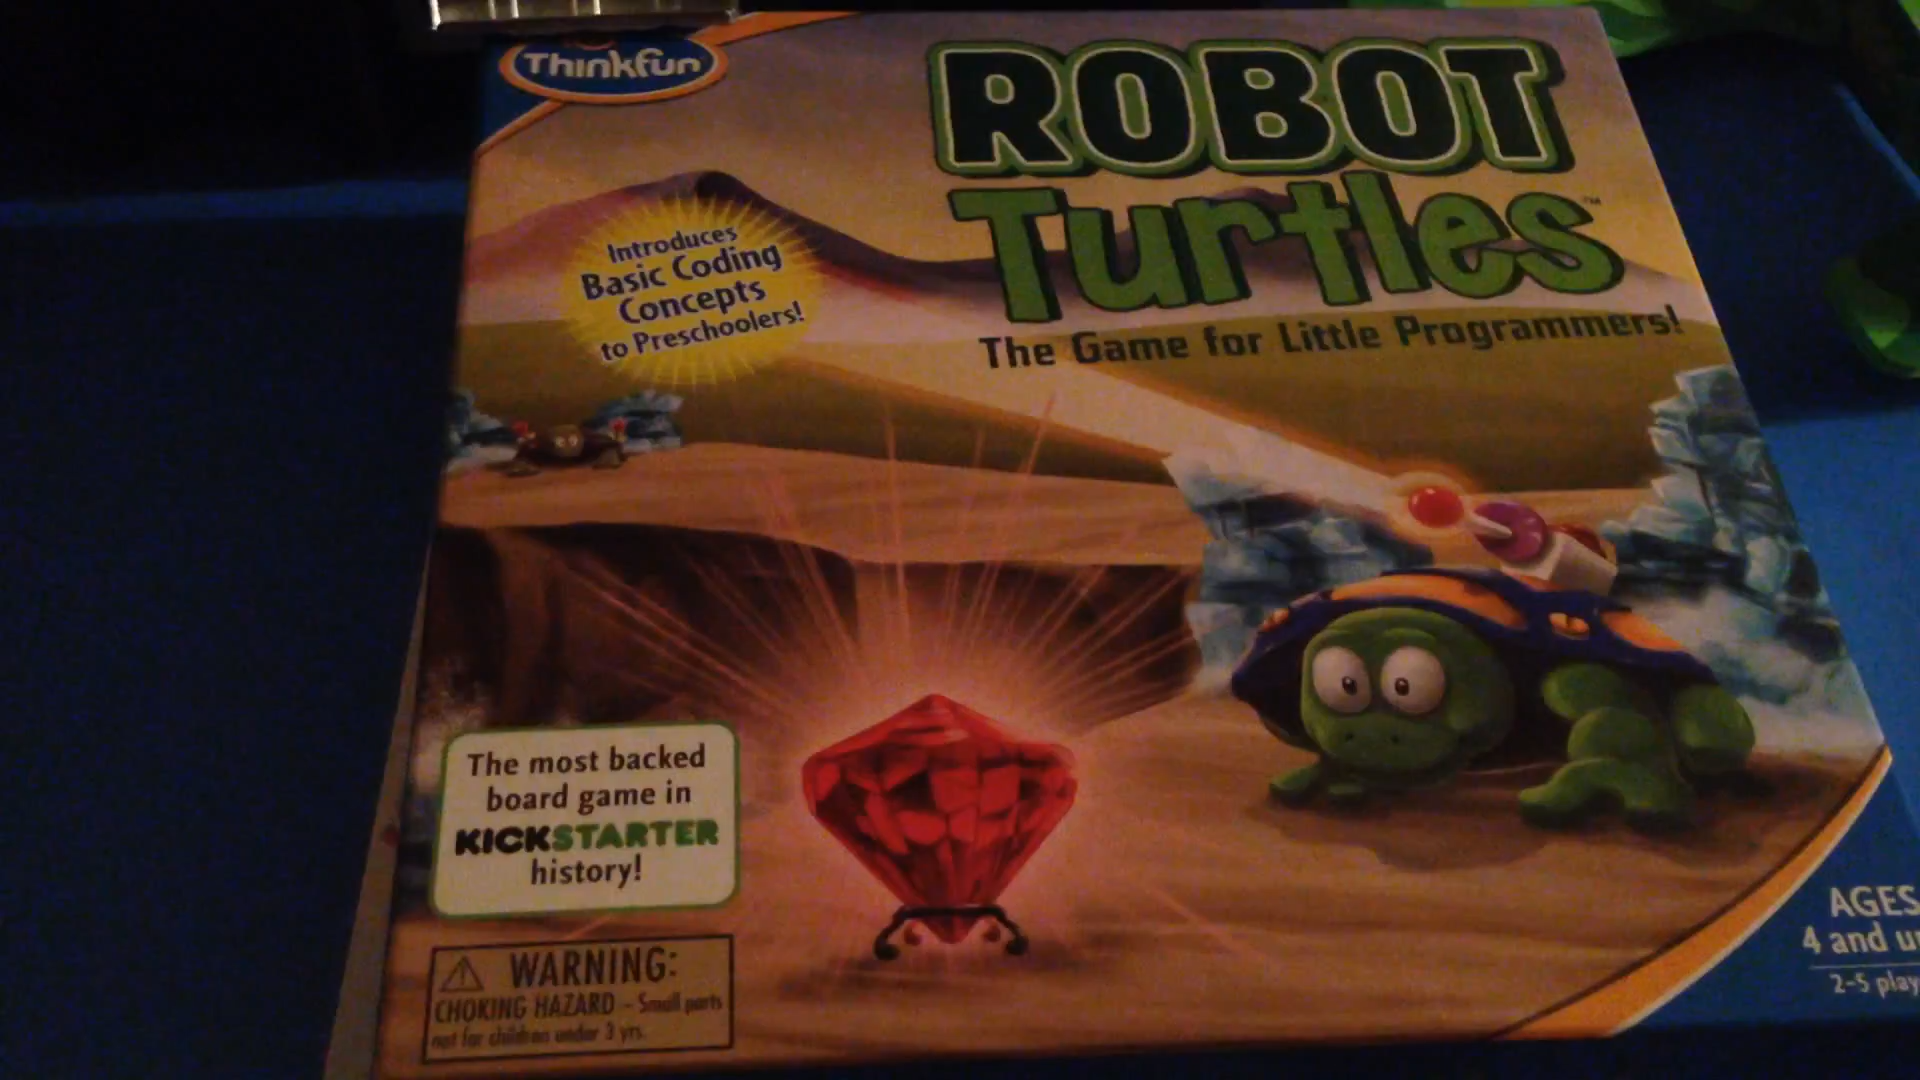 ThinkFun
ROBOT
Turtles™
The Game for Little Programmers!
Introduces
Basic Coding
Concepts
to Preschoolers!
The most backed
board game in
KICKSTARTER
history!
WARNING:
CHOKING HAZARD – Small parts
not for children under 3 yrs.
AGES
4 and u
2-5 play